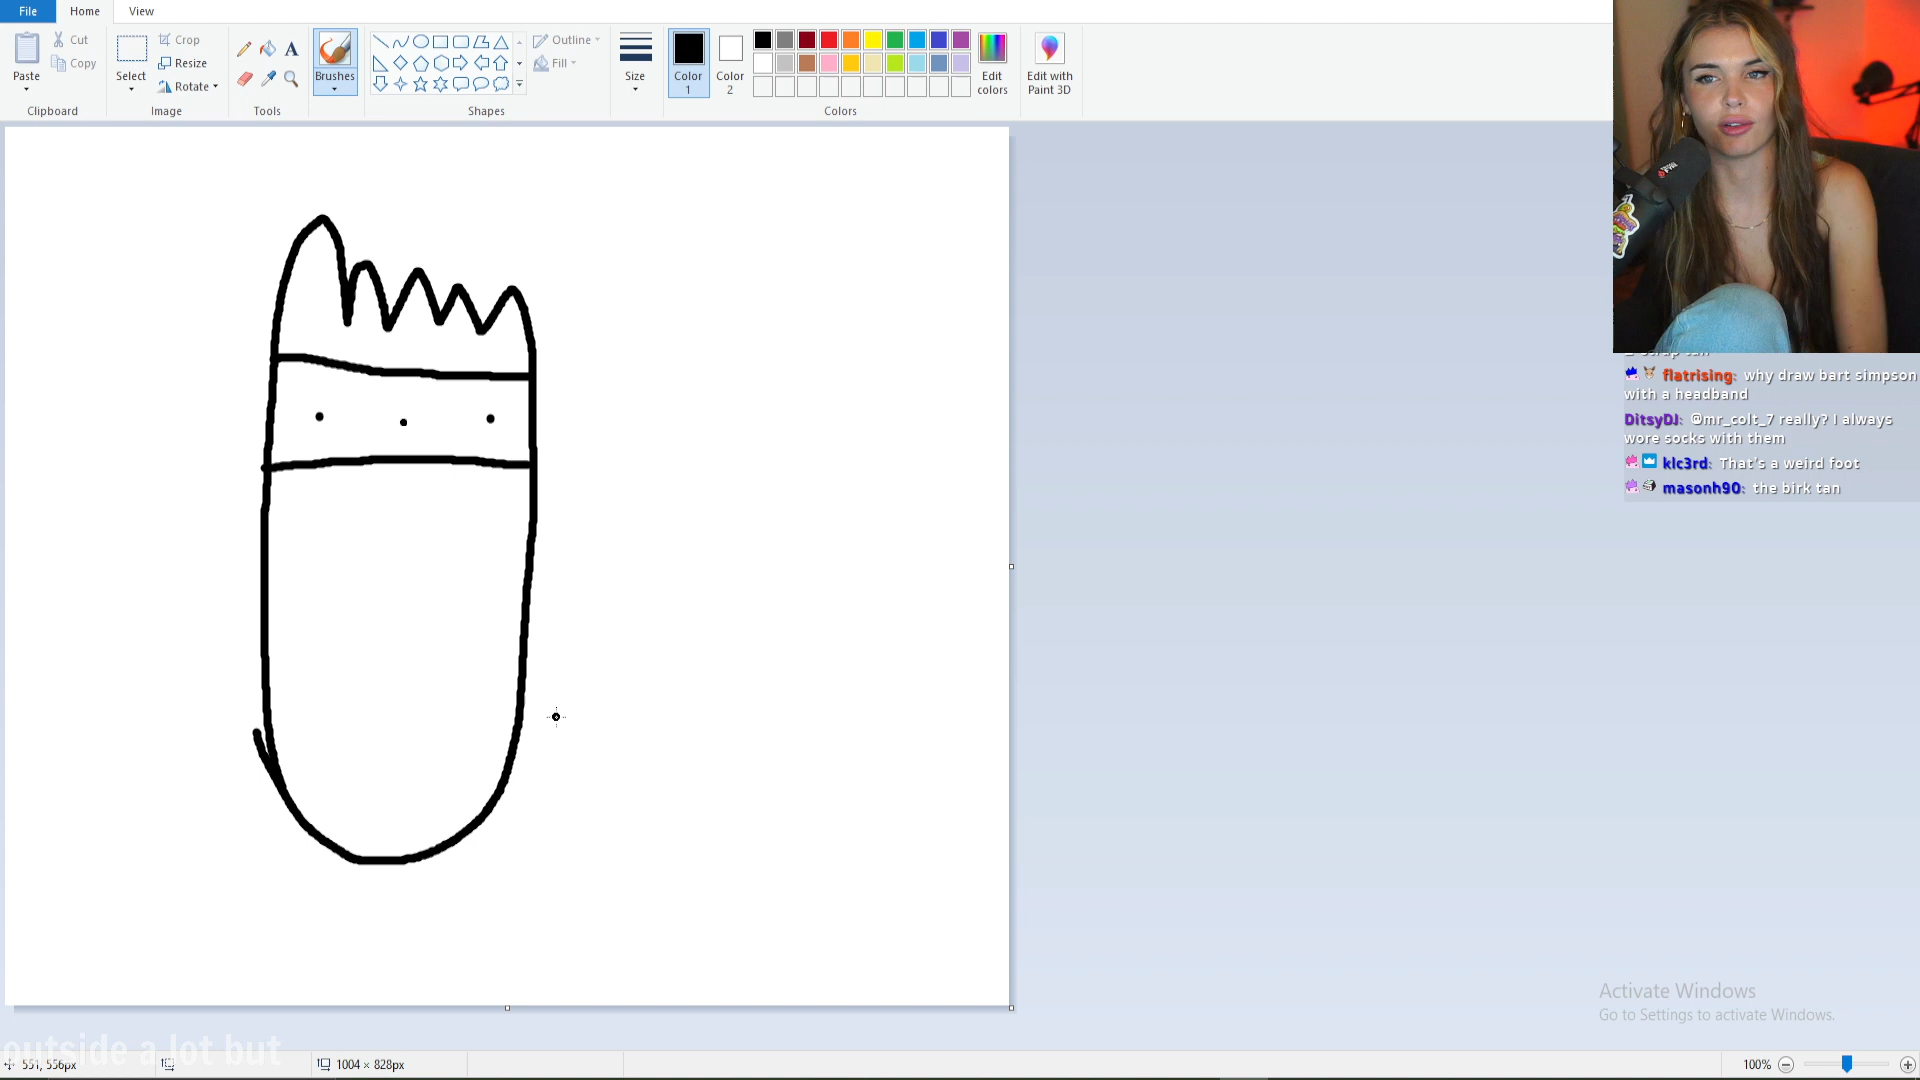 File Home View
Paste
Cut
Copy
Clipboard
Select
Crop
Resize
Rotate
Image
A
Tools
Brushes
Shapes
Outline
Fill
Size
Color 1
Color 2
Edit colors
Colors
Edit with Paint 3D
flatrising: why draw bart simpson
with a headband
DitsyDJ: @mr_colt_7 really? I always
wore socks with them
klc3rd: That's a weird foot
masonh90: the birk tan
Activate Windows
Go to Settings to activate Windows.
outside a lot but
551, 556px
1004 × 828px
100%